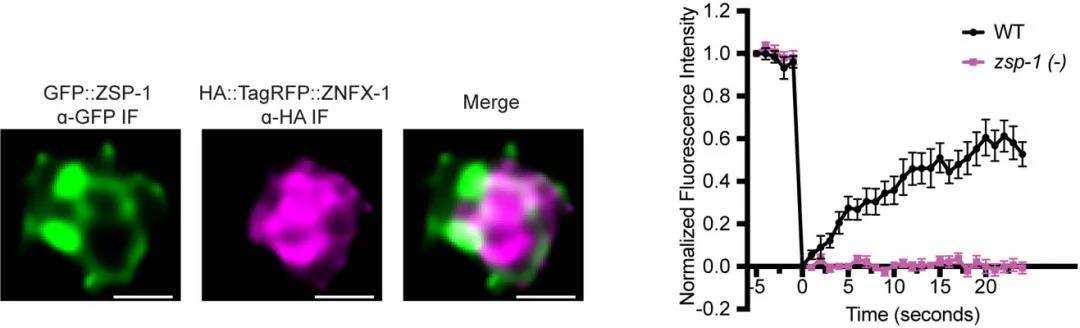 GFP::ZSP-1
α-GFP IF
HA::TagRFP::ZNFX-1
α-HA IF
Merge
Normalized Fluorescence Intensity
1.2
1.0
0.8
0.6
0.4
0.2
0.0
-0.2
-5
0
5
10
15
20
Time (seconds)
WT
zsp-1 (-)